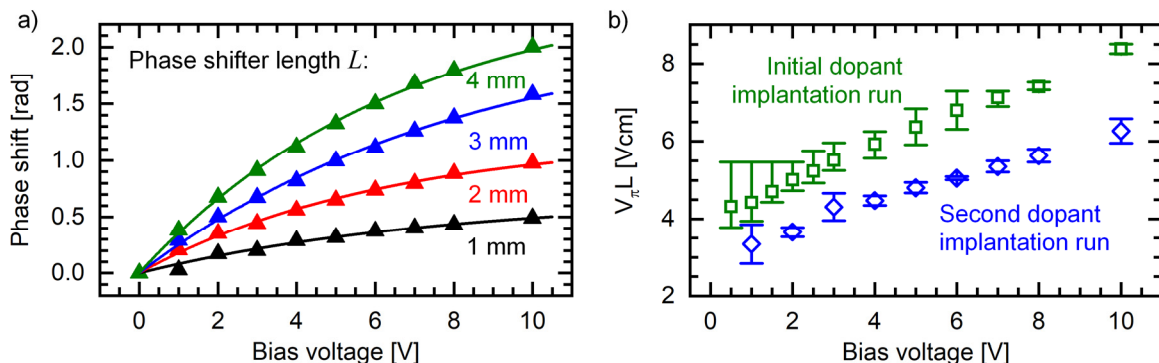 a)
Phase shifter length L:
4 mm
3 mm
2 mm
1 mm
Phase shift [rad]
2.0
1.5
1.0
0.5
0.0
0
2
4
6
8
10
Bias voltage [V]
b)
Initial dopant
implantation run
Second dopant
implantation run
VπL [Vcm]
8
6
4
2
0
2
4
6
8
10
Bias voltage [V]